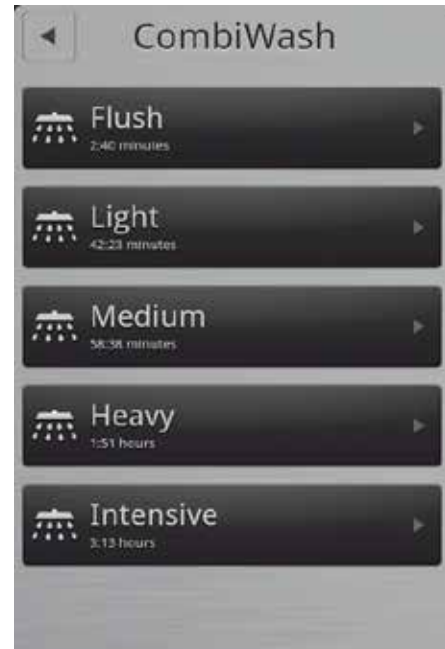 CombiWash
Flush
2:40 minutes
Light
42:23 minutes
Medium
58:38 minutes
Heavy
1:51 hours
Intensive
3:13 hours